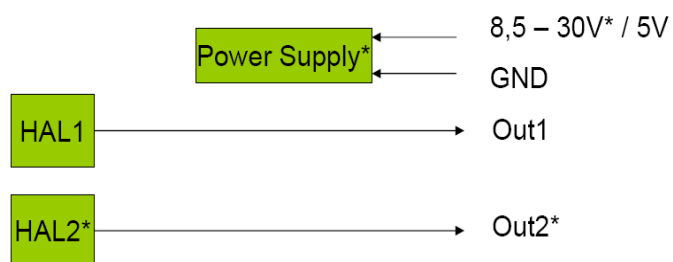 8,5 – 30V* / 5V
Power Supply*
GND
HAL1
Out1
HAL2*
Out2*